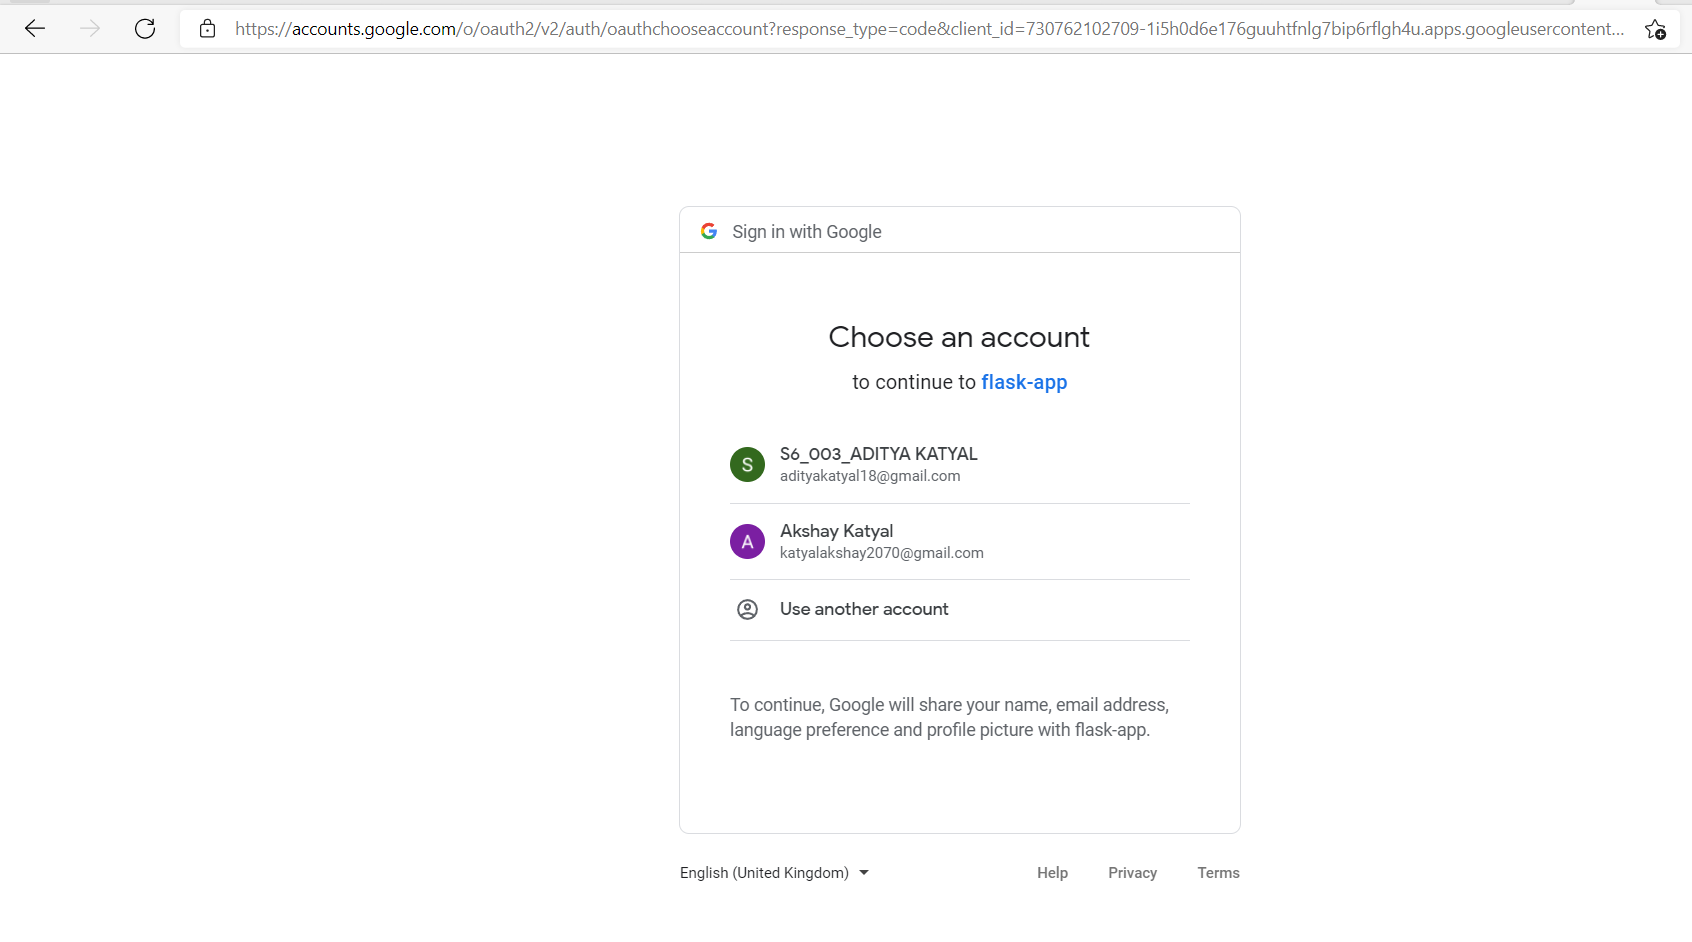 https://accounts.google.com/o/oauth2/v2/auth/oauthchooseaccount?response_type=code&client_id=730762102709-1i5h0d6e176guuhtfnlg7bip6rflgh4u.apps.googleusercontent...
Sign in with Google
Choose an account
to continue to flask-app
S
S6_003_ADITYA KATYAL
adityakatyal18@gmail.com
A
Akshay Katyal
katyalakshay2070@gmail.com
Use another account
To continue, Google will share your name, email address,
language preference and profile picture with flask-app.
English (United Kingdom)
Help Privacy Terms